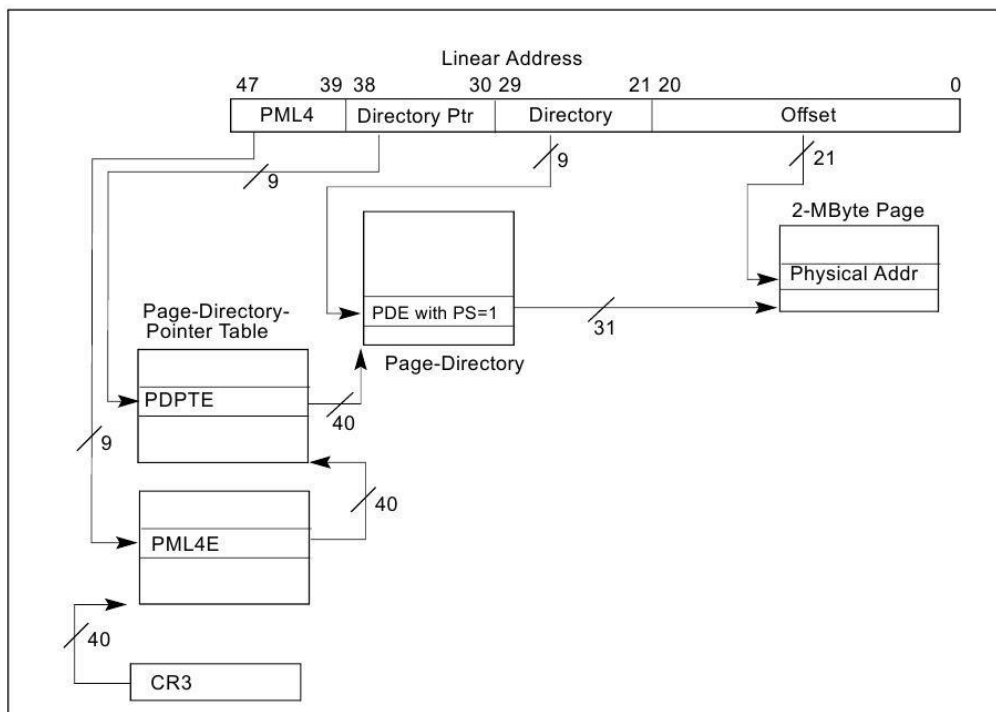 Linear Address
47 39 38 30 29 21 20 0
PML4 Directory Ptr Directory Offset
9 9 21
2-MByte Page
Physical Addr
PDE with PS=1
31
Page-Directory-
Pointer Table
Page-Directory
PDPTE
40
9
40
PML4E
40
CR3